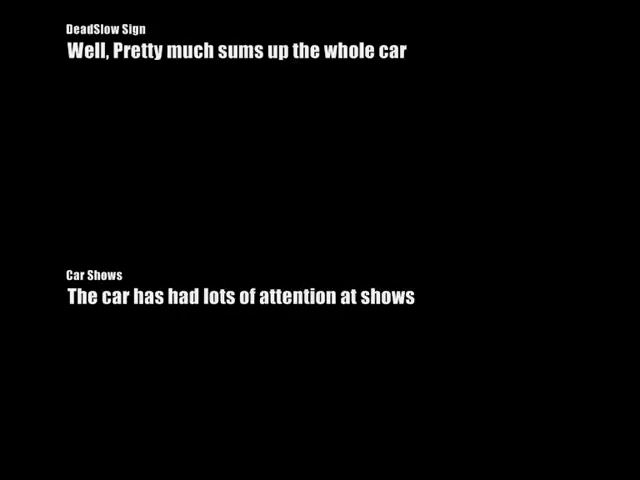 DeadSlow Sign
Well, Pretty much sums up the whole car
Car Shows
The car has had lots of attention at shows